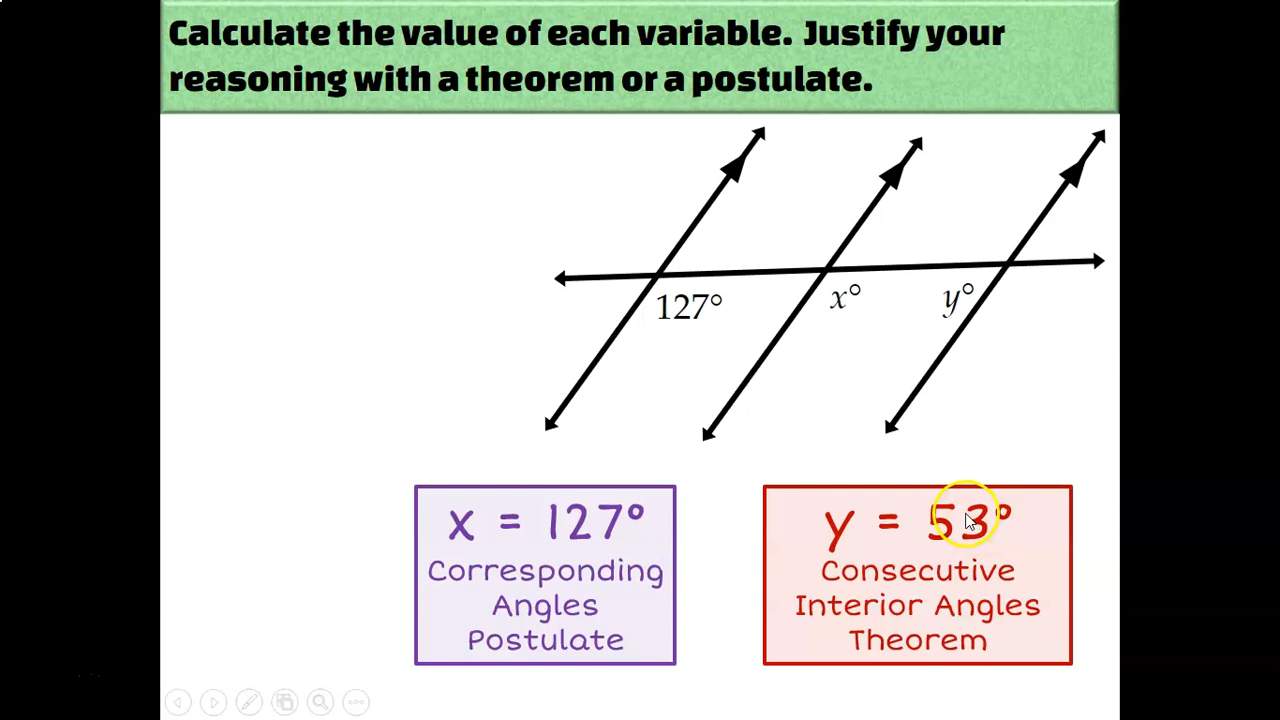 Calculate the value of each variable. Justify your
reasoning with a theorem or a postulate.
127°
x°
y°
x = 127°
Corresponding
Angles
Postulate
y = 53°
Consecutive
Interior Angles
Theorem